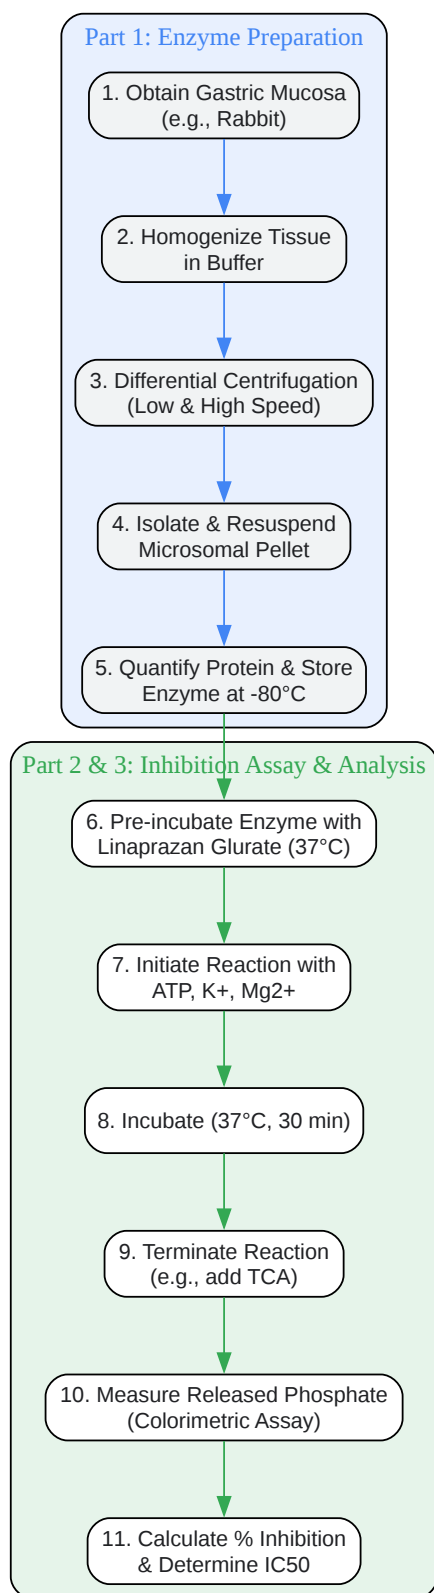 Part 1: Enzyme Preparation
1. Obtain Gastric Mucosa
(e.g., Rabbit)
2. Homogenize Tissue
in Buffer
3. Differential Centrifugation
(Low & High Speed)
4. Isolate & Resuspend
Microsomal Pellet
5. Quantify Protein & Store
Enzyme at -80°C
Part 2 & 3: Inhibition Assay & Analysis
6. Pre-incubate Enzyme with
Linaprazan Glurate (37°C)
7. Initiate Reaction with
ATP, K+, Mg2+
8. Incubate (37°C, 30 min)
9. Terminate Reaction
(e.g., add TCA)
10. Measure Released Phosphate
(Colorimetric Assay)
11. Calculate % Inhibition
& Determine IC50